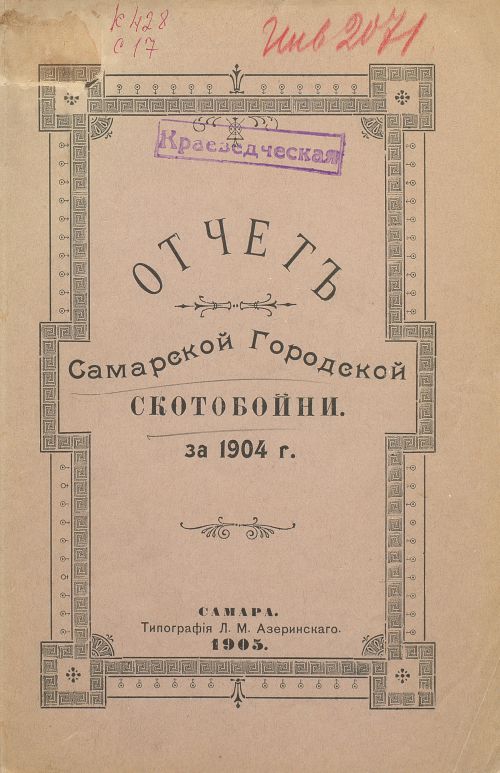 К 428
С 17
Инв 2071
Краеведческая
ОТЧЕТЪ
Самарской Городской
СКОТОБОЙНИ.
за 1904 г.
САМАРА.
Типографія Л. М. Азеринскаго.
1905.